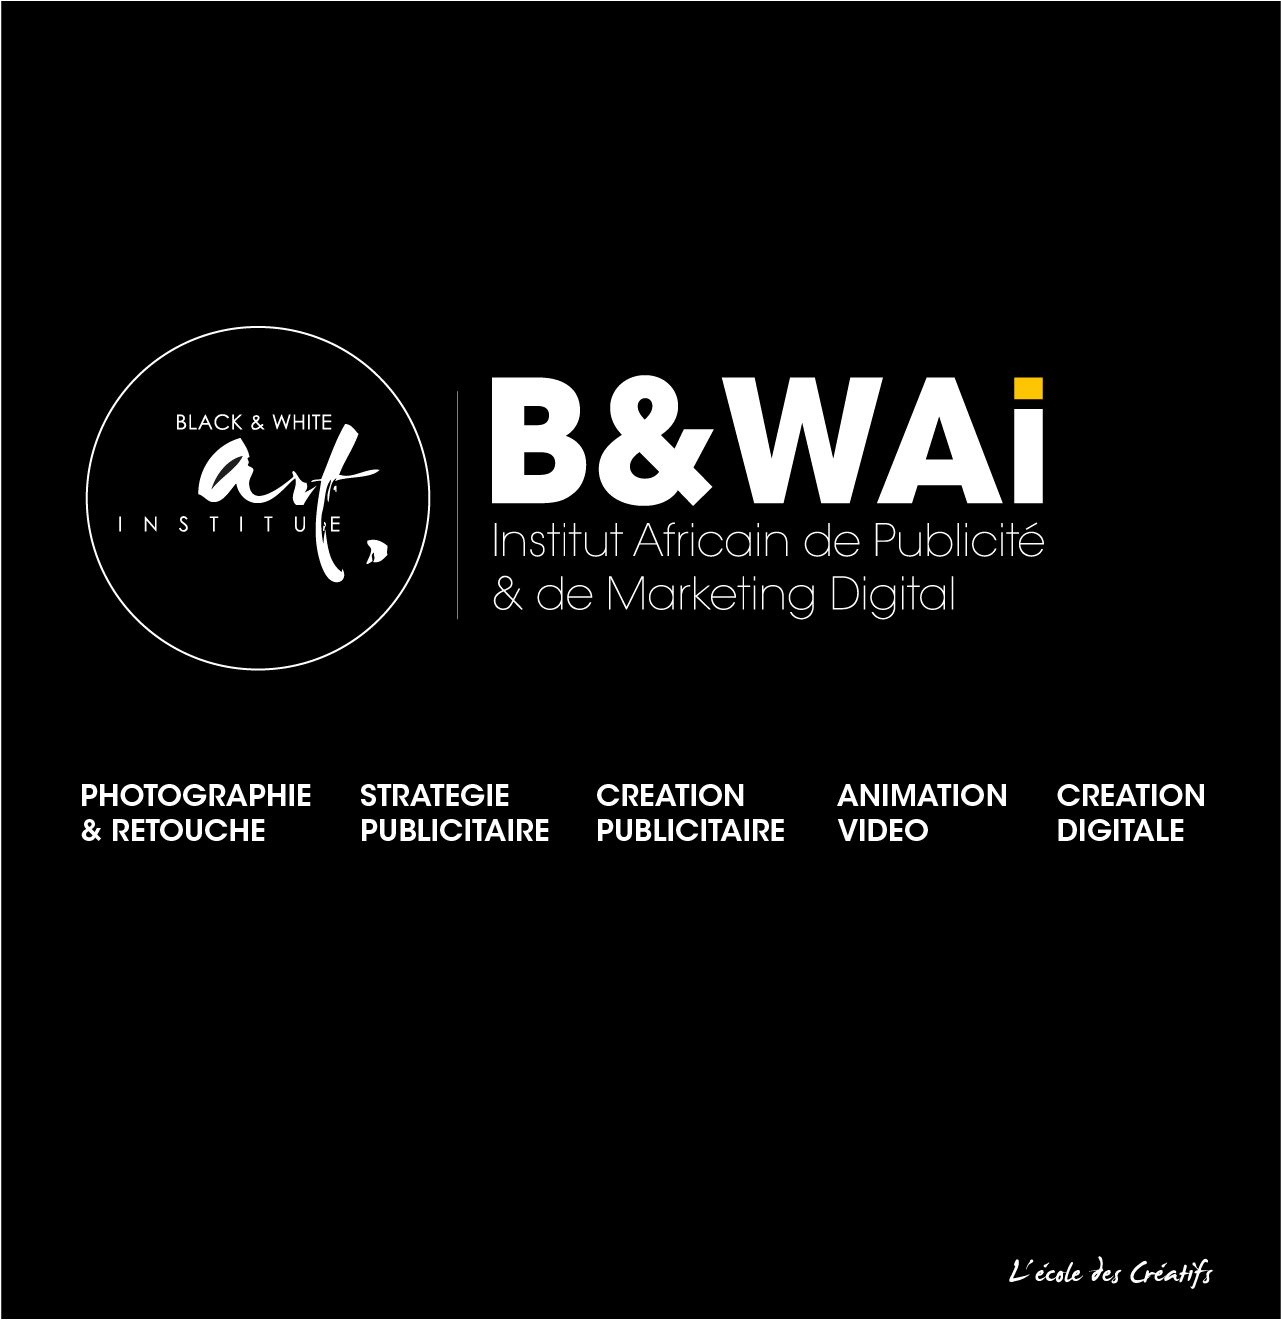 BLACK & WHITE
art.
INSTITUTE
B&WAi
Institut Africain de Publicité
& de Marketing Digital
PHOTOGRAPHIE
& RETOUCHE
STRATEGIE
PUBLICITAIRE
CREATION
PUBLICITAIRE
ANIMATION
VIDEO
CREATION
DIGITALE
L'école des Créatifs